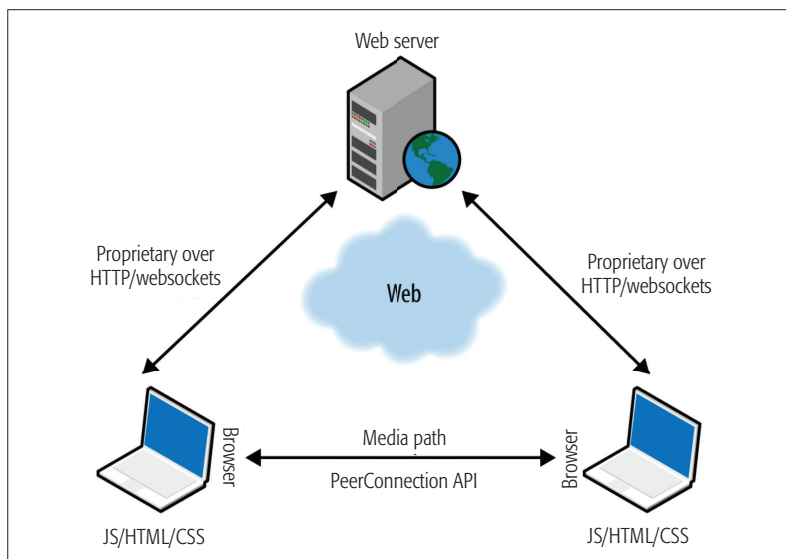 Web server
Proprietary over
HTTP/websockets
Proprietary over
HTTP/websockets
Web
Browser
Media path
PeerConnection API
Browser
JS/HTML/CSS
JS/HTML/CSS